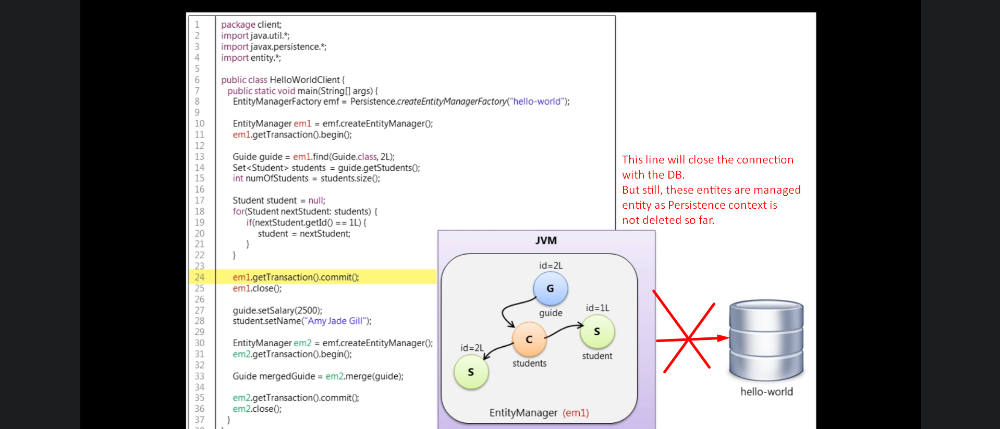 1 package client;
2 import java.util.*;
3 import javax.persistence.*;
4 import entity.*;
5
6 public class HelloWorldClient {
7 public static void main(String[] args) {
8 EntityManagerFactory emf = Persistence.createEntityManagerFactory("hello-world");
9
10 EntityManager em1 = emf.createEntityManager();
11 em1.getTransaction().begin();
12
13 Guide guide = em1.find(Guide.class, 2L);
14 Set<Student> students = guide.getStudents();
15 int numOfStudents = students.size();
16
17 Student student = null;
18 for(Student nextStudent: students) {
19 if(nextStudent.getId() == 1L) {
20 student = nextStudent;
21 }
22 }
23
24 em1.getTransaction().commit();
25 em1.close();
26
27 guide.setSalary(2500);
28 student.setName("Amy Jade Gill");
29
30 EntityManager em2 = emf.createEntityManager();
31 em2.getTransaction().begin();
32
33 Guide mergedGuide = em2.merge(guide);
34
35 em2.getTransaction().commit();
36 em2.close();
37 }
This line will close the connection
with the DB.
But still, these entites are managed
entity as Persistence context is
not deleted so far.
JVM
id=2L
G
guide
id=1L
S
student
C
students
id=2L
S
EntityManager (em1)
hello-world